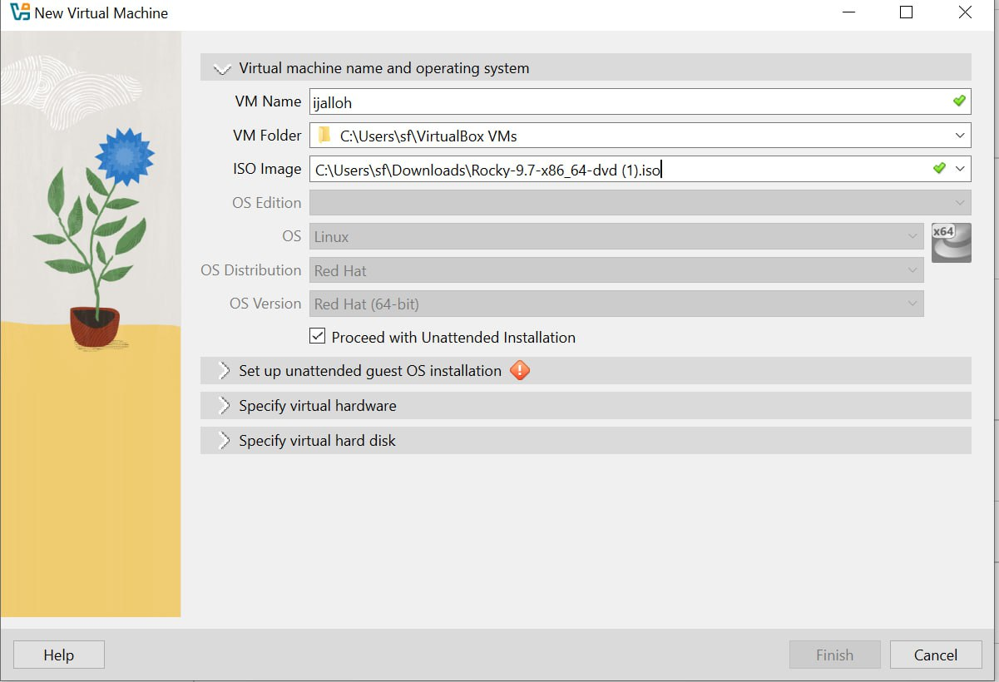 New Virtual Machine
Virtual machine name and operating system
VM Name ijalloh
VM Folder C:\Users\sf\VirtualBox VMs
ISO Image C:\Users\sf\Downloads\Rocky-9.7-x86_64-dvd (1).iso
OS Edition
OS Linux x64
OS Distribution Red Hat
OS Version Red Hat (64-bit)
Proceed with Unattended Installation
Set up unattended guest OS installation
Specify virtual hardware
Specify virtual hard disk
Help Finish Cancel